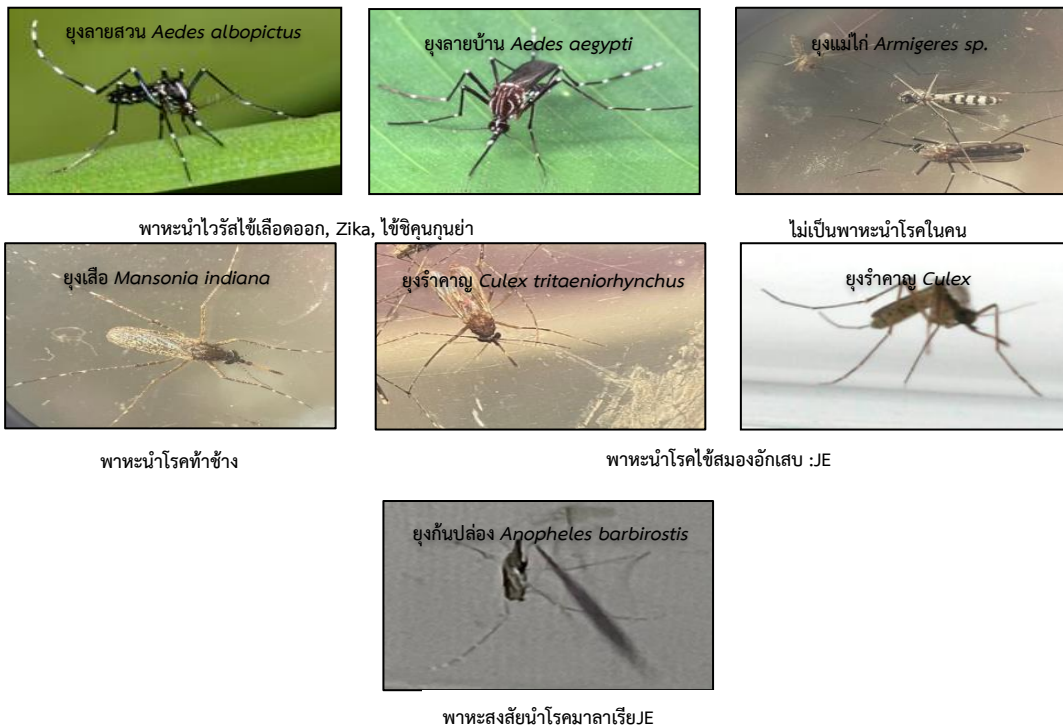 ยุงลายสวน Aedes albopictus
ยุงลายบ้าน Aedes aegypti
ยุงแม่ไก่ Armigeres sp.
พาหะนำไวรัสไข้เลือดออก, Zika, ไข้ชิคุนกุนย่า
ไม่เป็นพาหะนำโรคในคน
ยุงเสือ Mansonia indiana
ยุงรำคาญ Culex tritaeniorhynchus
ยุงรำคาญ Culex
พาหะนำโรคท้าช้าง
พาหะนำโรคไข้สมองอักเสบ :JE
ยุงก้นปล่อง Anopheles barbirostis
พาหะสงสัยนำโรคมาลาเรียJE